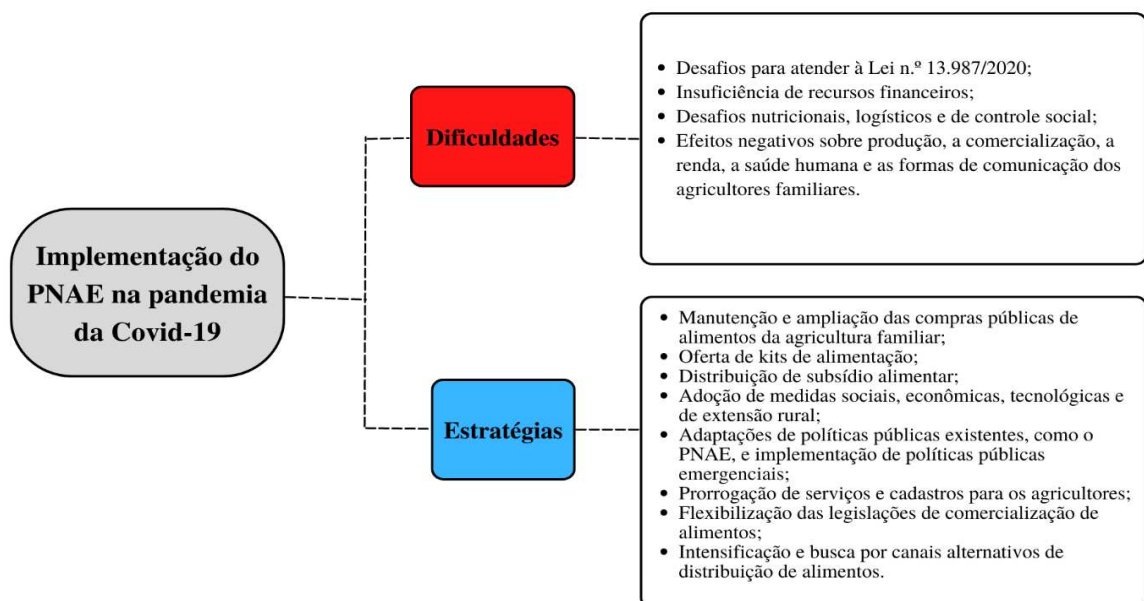 Implementação do
PNAE na pandemia
da Covid-19
Dificuldades
• Desafios para atender à Lei n.º 13.987/2020;
• Insuficiência de recursos financeiros;
• Desafios nutricionais, logísticos e de controle social;
• Efeitos negativos sobre produção, a comercialização, a
renda, a saúde humana e as formas de comunicação dos
agricultores familiares.
Estratégias
• Manutenção e ampliação das compras públicas de
alimentos da agricultura familiar;
• Oferta de kits de alimentação;
• Distribuição de subsídio alimentar;
• Adoção de medidas sociais, econômicas, tecnológicas e
de extensão rural;
• Adaptações de políticas públicas existentes, como o
PNAE, e implementação de políticas públicas
emergenciais;
• Prorrogação de serviços e cadastros para os agricultores;
• Flexibilização das legislações de comercialização de
alimentos;
• Intensificação e busca por canais alternativos de
distribuição de alimentos.